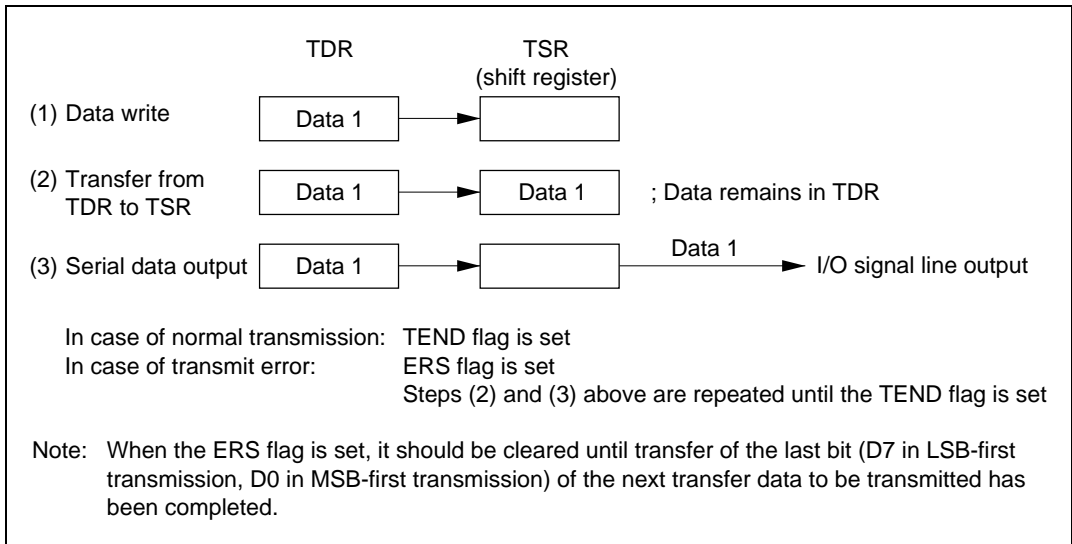 TDR TSR
(shift register)
(1) Data write Data 1
(2) Transfer from
TDR to TSR Data 1 Data 1 ; Data remains in TDR
(3) Serial data output Data 1 Data 1 I/O signal line output
In case of normal transmission: TEND flag is set
In case of transmit error: ERS flag is set
Steps (2) and (3) above are repeated until the TEND flag is set
Note: When the ERS flag is set, it should be cleared until transfer of the last bit (D7 in LSB-first
transmission, D0 in MSB-first transmission) of the next transfer data to be transmitted has
been completed.